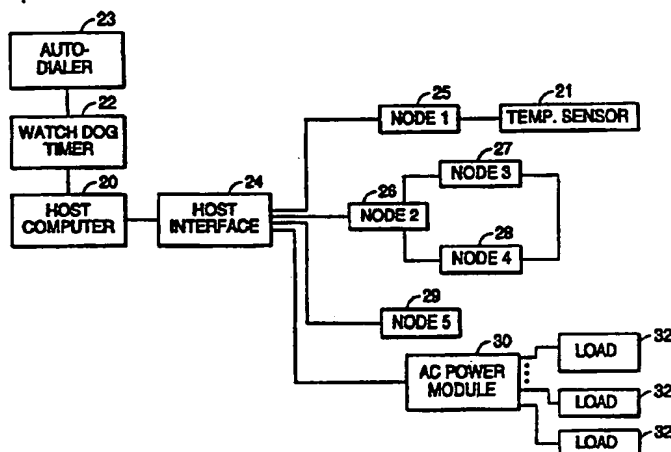 23
AUTO-
DIALER
22
WATCH DOG
TIMER
20
HOST
COMPUTER
24
HOST
INTERFACE
25
NODE 1
21
TEMP. SENSOR
26
NODE 2
27
NODE 3
28
NODE 4
29
NODE 5
30
AC POWER
MODULE
32
LOAD
32
LOAD
32
LOAD